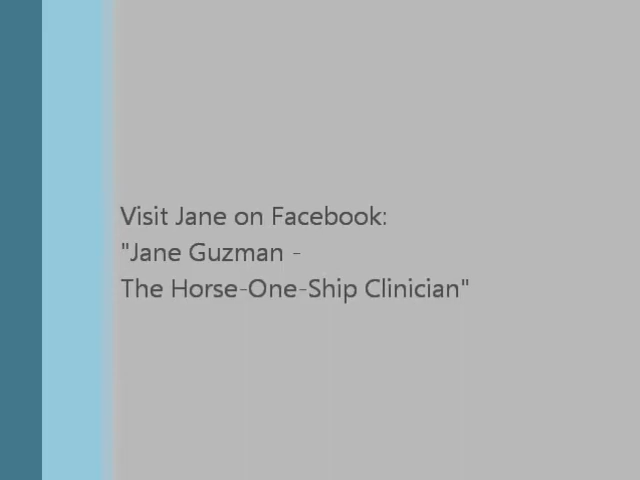 Visit Jane on Facebook:
"Jane Guzman -
The Horse-One-Ship Clinician"